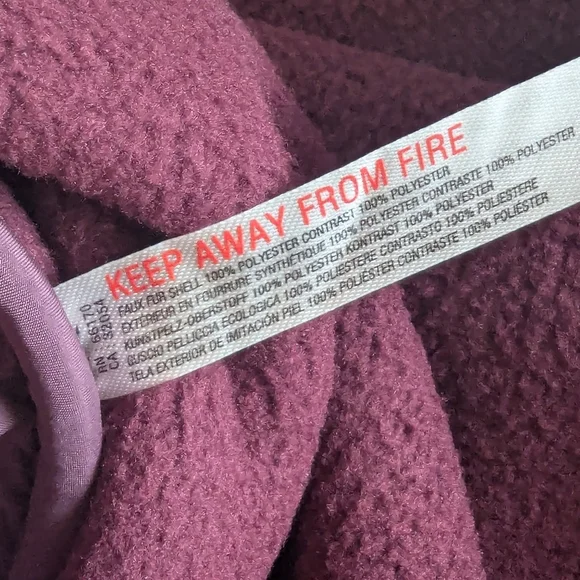 KEEP AWAY FROM FIRE
FAUX FUR SHELL 100% POLYESTER CONTRAST 100% POLYESTER
EXTÉRIEUR EN FOURRURE SYNTHÉTIQUE 100% POLYESTER CONTRASTE 100% POLYESTER
KUNSTPELZ-OBERSTOFF 100% POLYESTER KONTRAST 100% POLYESTER
GUSCIO PELLICCIA ECOLOGICA 100% POLIESTERE CONTRASTO 100% POLIESTERE
TELA EXTERIOR DE IMITACIÓN PIEL 100% POLIÉSTER CONTRASTE 100% POLIÉSTER
RN
CA